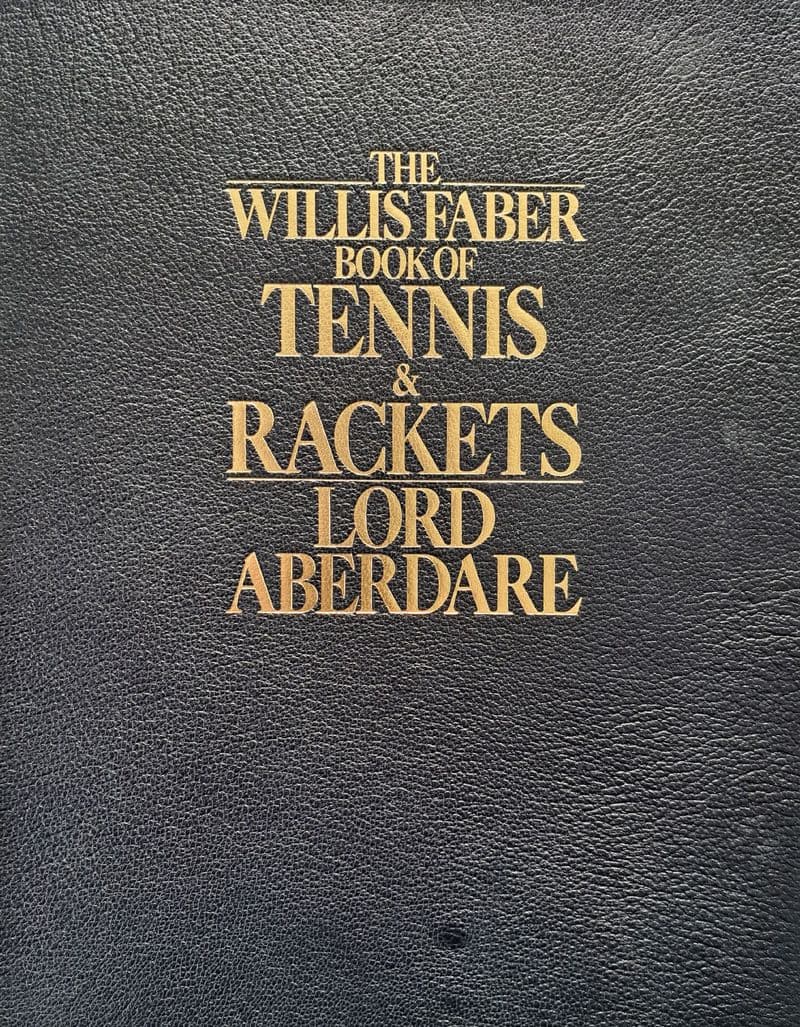 THE
WILLIS FABER
BOOK OF
TENNIS
&
RACKETS
LORD
ABERDARE